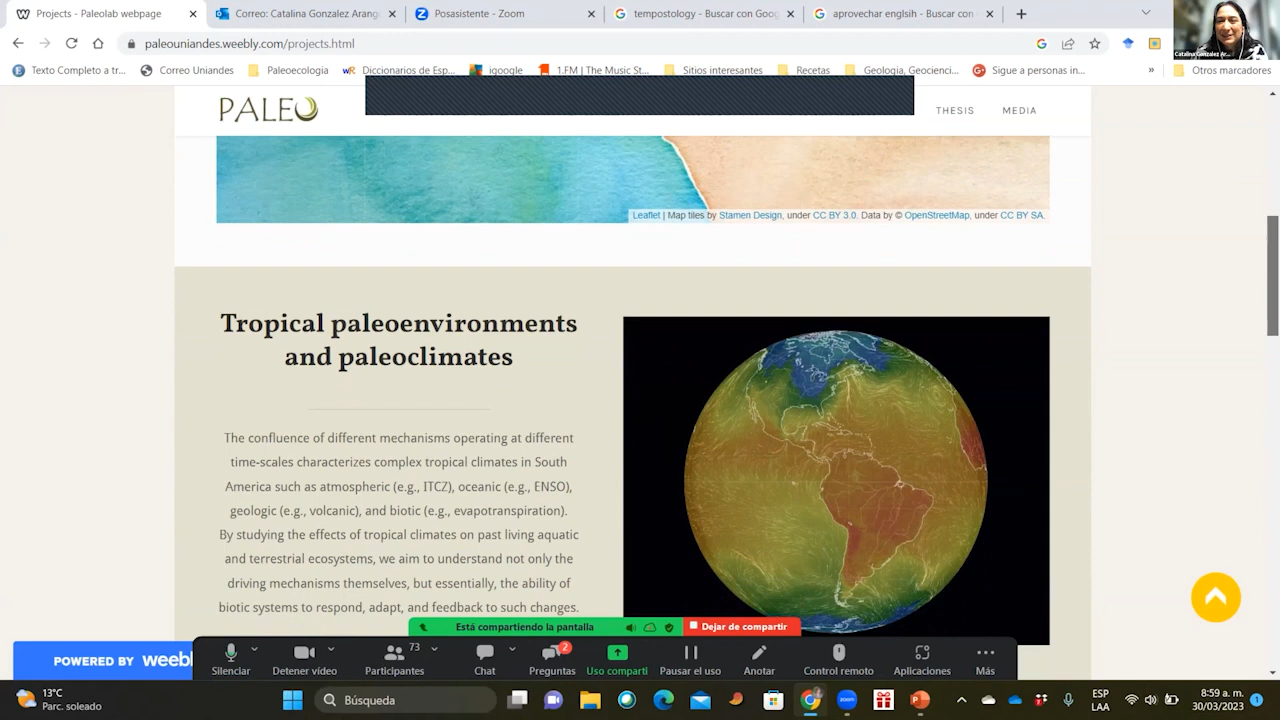 Projects - Paleolab webpage
Correo: Catalina Gonzalez Arang
Posasistente - Zoom
tempostology - Buscar con Goog
aprovechar englsih - Buscar con
paleouniandes.weebly.com/projects.html
Catalina Gonzalez Ar...
Texto Completo a tr...
Correo Uniandes
Paleoecologia
Diccionarios de Esp...
igoogle
1.FM | The Music St...
Sitios interesantes
Recetas
Geologia, Geocienci...
Sigue a personas in...
»
Otros marcadores
PALEO
THESIS
MEDIA
Leaflet | Map tiles by Stamen Design, under CC BY 3.0. Data by © OpenStreetMap, under CC BY SA.
Tropical paleoenvironments
and paleoclimates
The confluence of different mechanisms operating at different
time-scales characterizes complex tropical climates in South
America such as atmospheric (e.g., ITCZ), oceanic (e.g., ENSO),
geologic (e.g., volcanic), and biotic (e.g., evapotranspiration).
By studying the effects of tropical climates on past living aquatic
and terrestrial ecosystems, we aim to understand not only the
driving mechanisms themselves, but essentially, the ability of
biotic systems to respond, adapt, and feedback to such changes.
Está compartiendo la pantalla
Dejar de compartir
POWERED BY weebl
Silenciar
Detener vídeo
73
Participantes
Chat
2
Preguntas
Uso comparti
Pausar el uso
Anotar
Control remoto
Aplicaciones
Más
13°C
Parc. soleado
Búsqueda
zoom
ESP
LAA
8:59 a. m.
30/03/2023
1